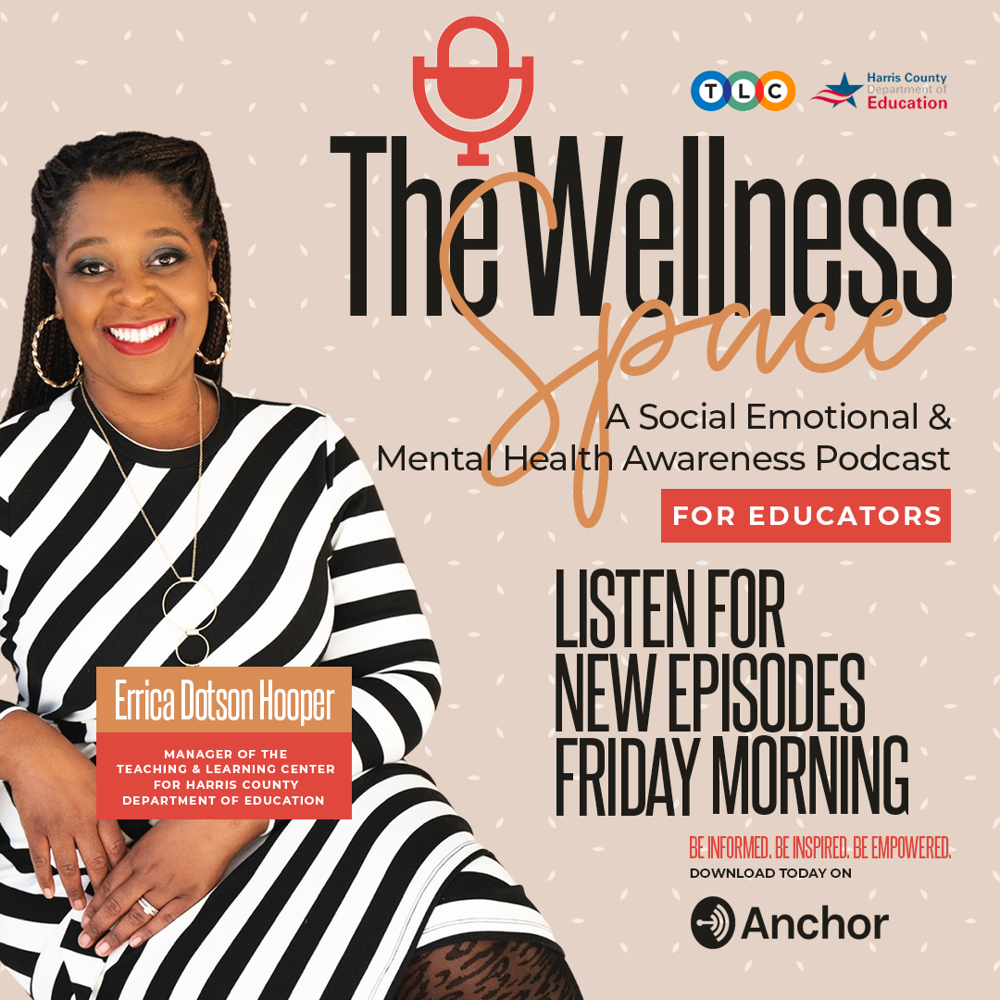 TLC
Harris County
Department of
Education
The Wellness
Space
A Social Emotional &
Mental Health Awareness Podcast
FOR EDUCATORS
LISTEN FOR
NEW EPISODES
FRIDAY MORNING
Errica Dotson Hooper
MANAGER OF THE
TEACHING & LEARNING CENTER
FOR HARRIS COUNTY
DEPARTMENT OF EDUCATION
BE INFORMED. BE INSPIRED. BE EMPOWERED.
DOWNLOAD TODAY ON
Anchor